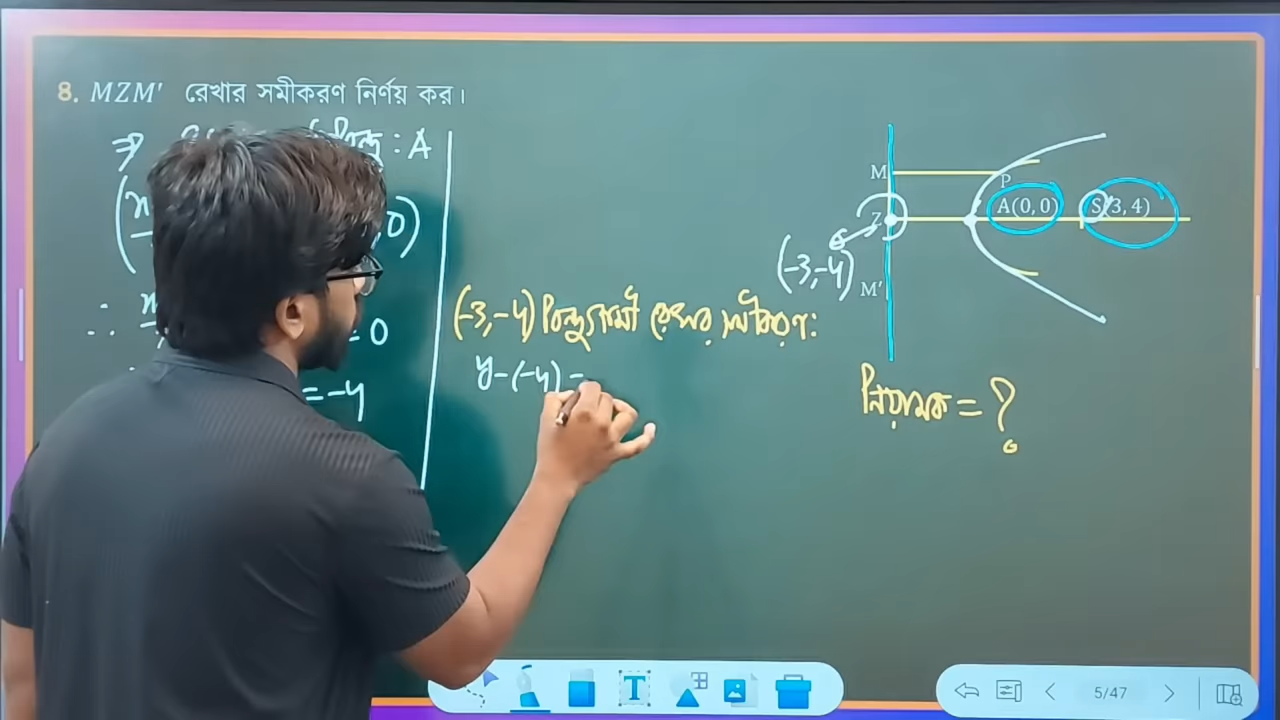 8. MZM′ রেখার সমীকরণ নির্ণয় কর।
⇒ : A
,0)
∴ = 0
= -4
(-3,-4) বিন্দুগামী রেখার সমীকরণ:
y-(-4) =
M
P
Z
A(0, 0)
S(3, 4)
(-3,-4)
M′
নিয়ামক = ?
T
5/47